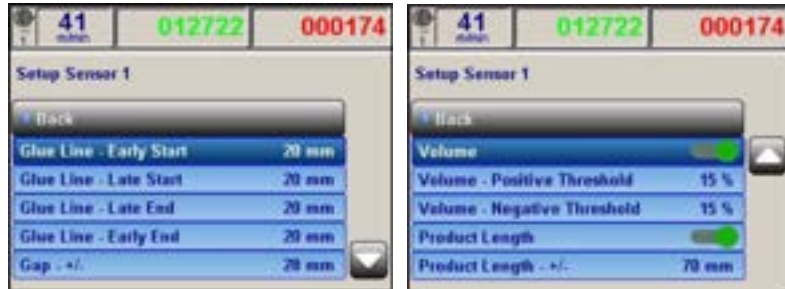 41 012722 000174
m/min
1
Setup Sensor 1
Back
Glue Line - Early Start 20 mm
Glue Line - Late Start 20 mm
Glue Line - Late End 20 mm
Glue Line - Early End 20 mm
Gap - +/- 20 mm
41 012722 000174
m/min
1
Setup Sensor 1
Back
Volume
Volume - Positive Threshold 15 %
Volume - Negative Threshold 15 %
Product Length
Product Length - +/- 70 mm